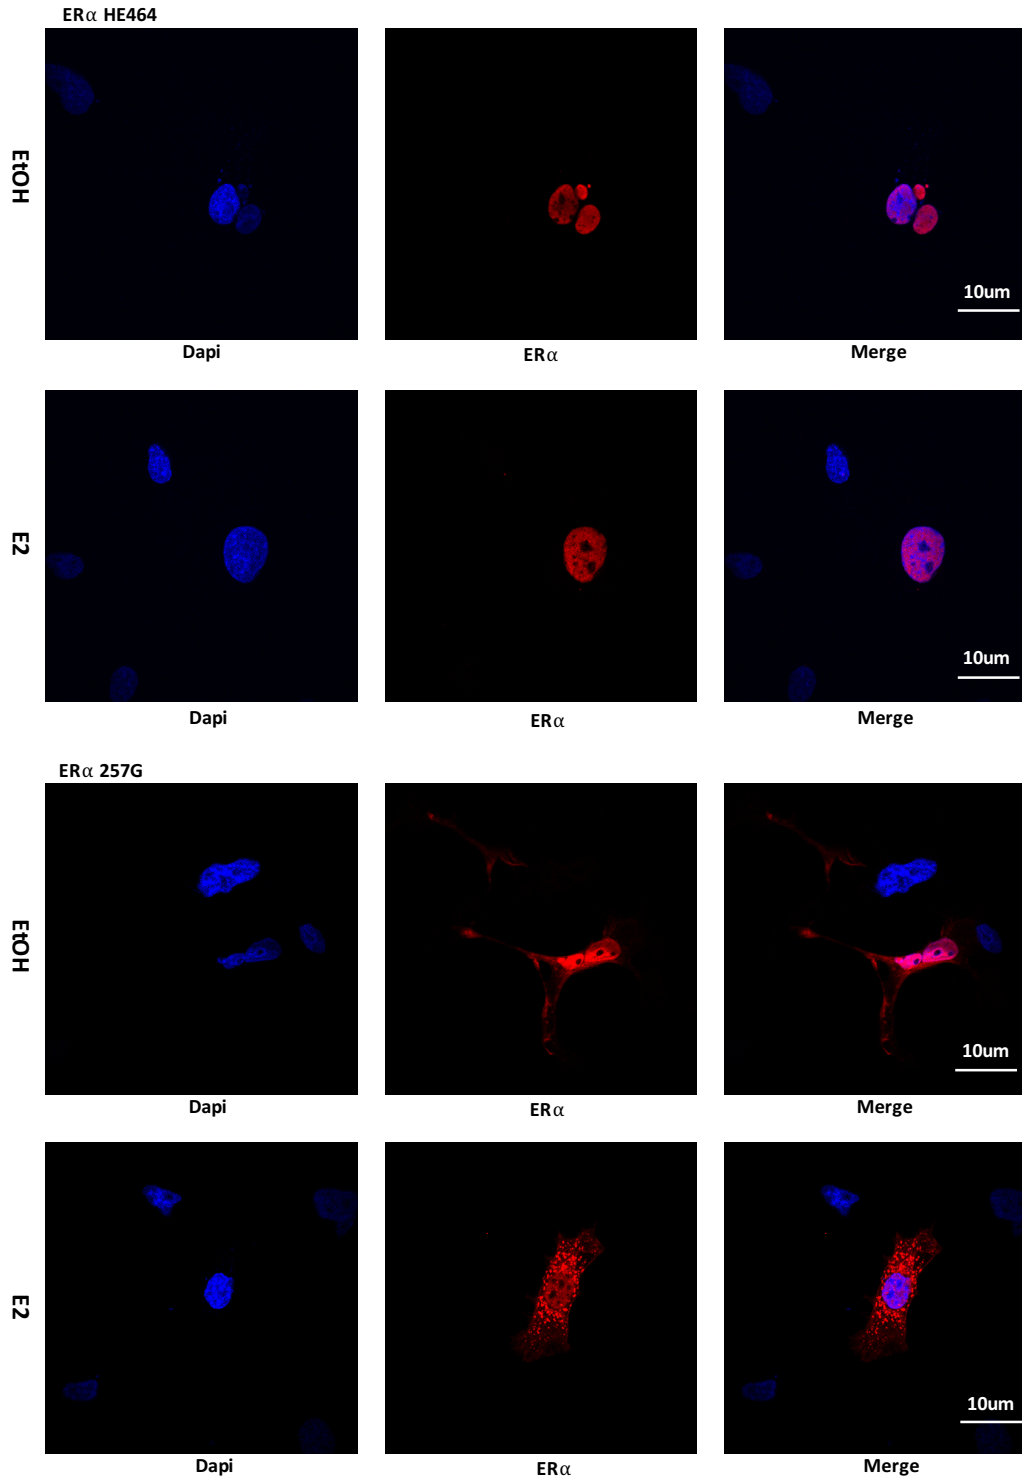 ERα HE464
EtOH
10um
Dapi
ERα
Merge
E2
10um
Dapi
ERα
Merge
ERα 257G
EtOH
10um
Dapi
ERα
Merge
E2
10um
Dapi
ERα
Merge